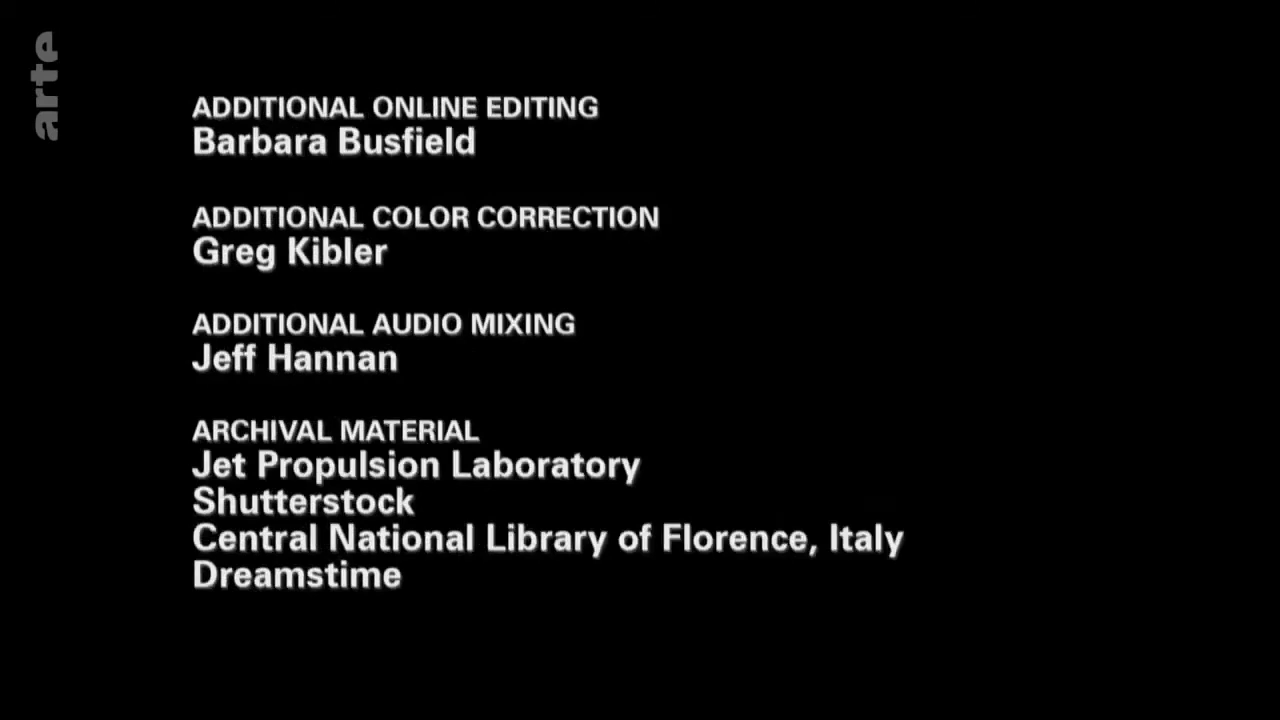 arte
ADDITIONAL ONLINE EDITING
Barbara Busfield
ADDITIONAL COLOR CORRECTION
Greg Kibler
ADDITIONAL AUDIO MIXING
Jeff Hannan
ARCHIVAL MATERIAL
Jet Propulsion Laboratory
Shutterstock
Central National Library of Florence, Italy
Dreamstime